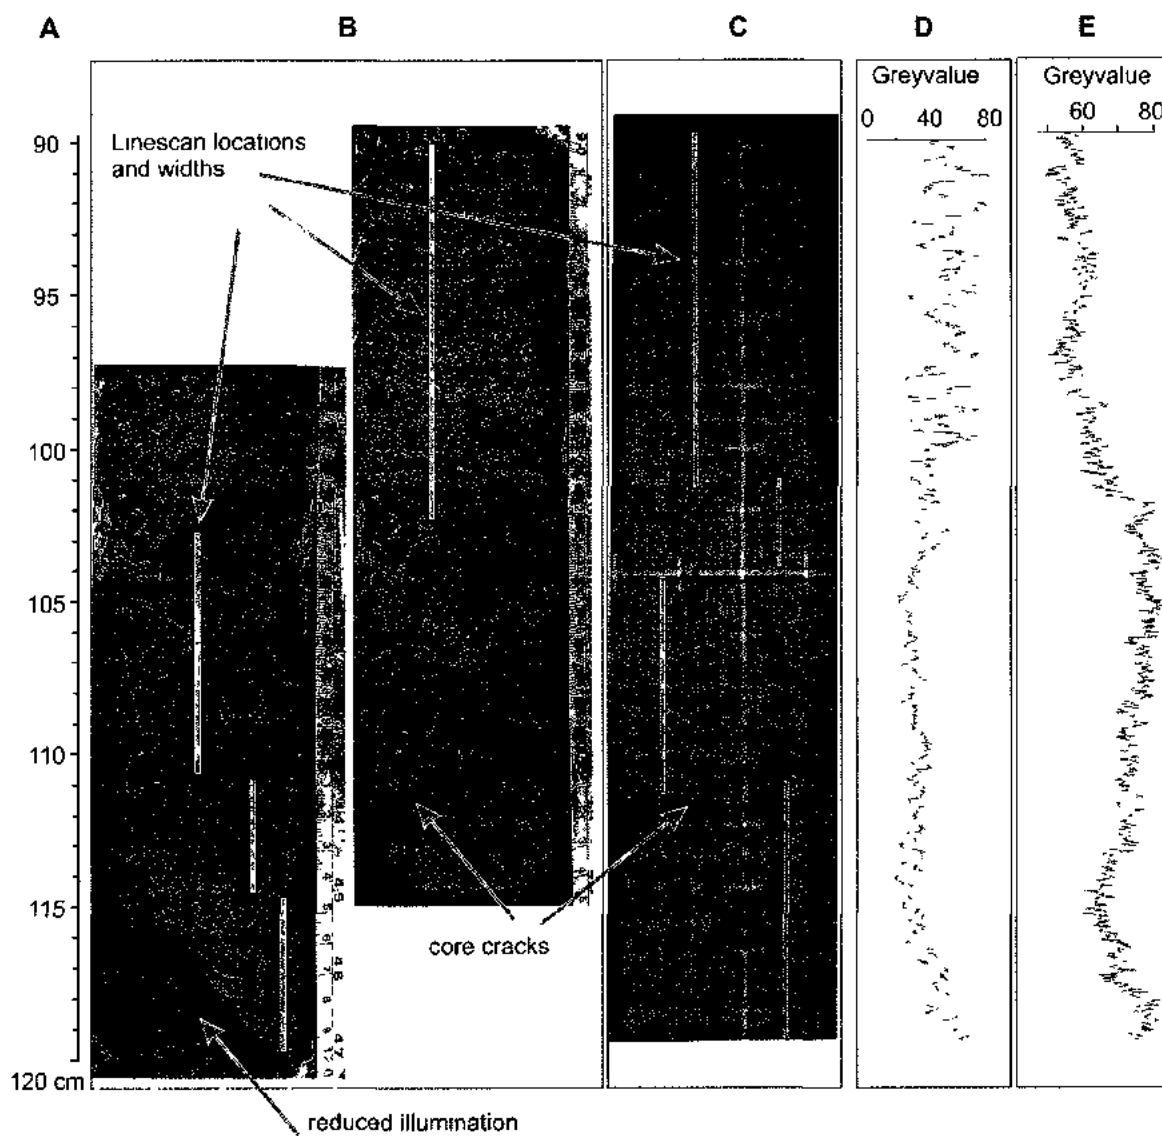 A
B
C
D
E
Greyvalue
0 40 80
Greyvalue
60 80
Linescan locations
and widths
90
95
100
105
110
115
120 cm
core cracks
reduced illumination